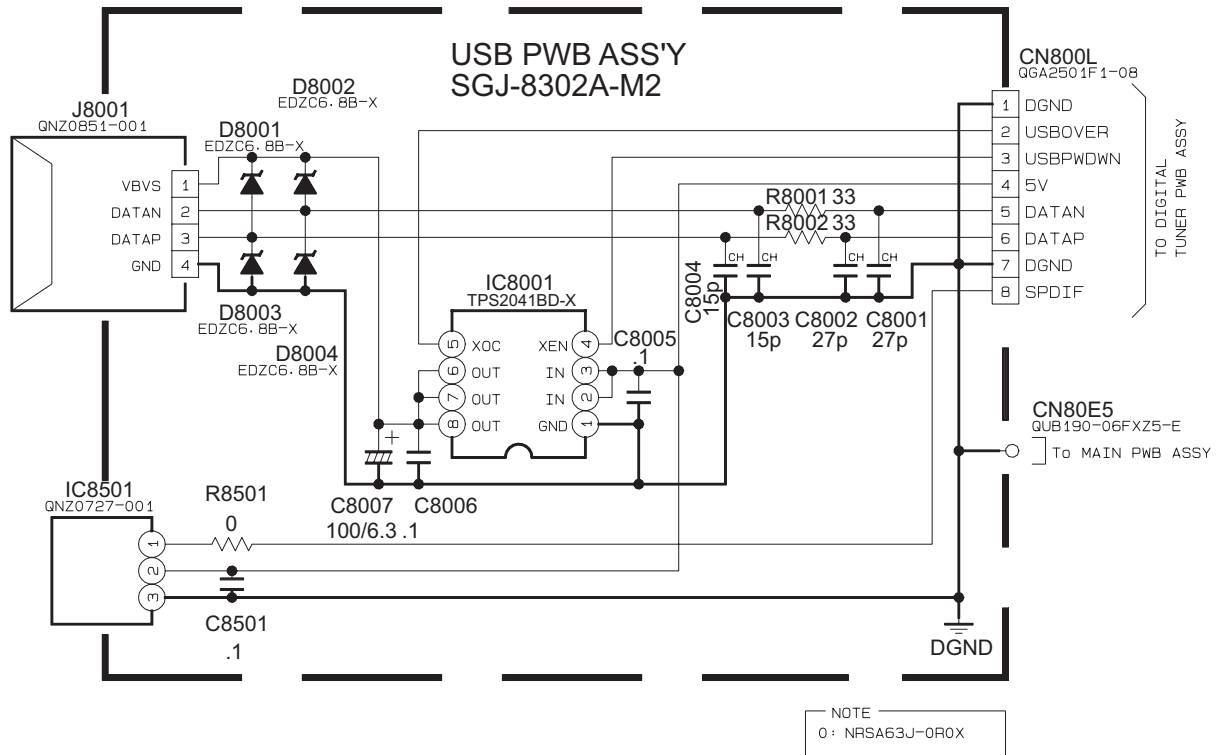 USB PWB ASS'Y
SGJ-8302A-M2
CN800L
QGA2501F1-08
1 DGND
2 USBOVER
3 USBPWDWN
4 5V
5 DATAN
6 DATAP
7 DGND
8 SPDIF
TO DIGITAL
TUNER PWB ASSY
J8001
QNZ0851-001
VBVS 1
DATAN 2
DATAP 3
GND 4
D8002
EDZC6.8B-X
D8001
EDZC6.8B-X
D8003
EDZC6.8B-X
D8004
EDZC6.8B-X
R8001 33
R8002 33
CH
CH
CH
CH
C8004
15p
C8003
15p
C8002
27p
C8001
27p
IC8001
TPS2041BD-X
5 XOC
6 OUT
7 OUT
8 OUT
XEN 4
IN 3
IN 2
GND 1
C8005
.1
+
C8007
100/6.3
C8006
.1
CN80E5
QUB190-06FXZ5-E
To MAIN PWB ASSY
IC8501
QNZ0727-001
1
2
3
R8501
0
C8501
.1
DGND
NOTE
0: NRSA63J-0R0X